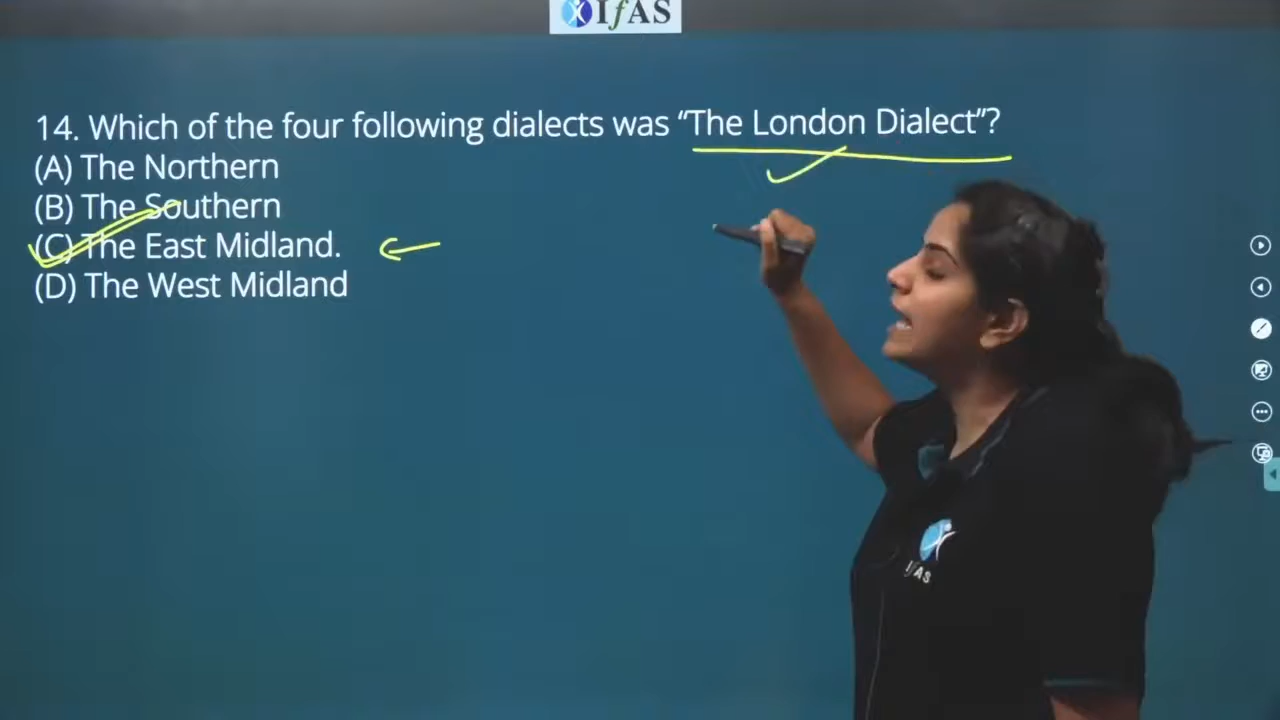 IfAS
14. Which of the four following dialects was “The London Dialect”?
(A) The Northern
(B) The Southern
(C) The East Midland.
(D) The West Midland
IfAS